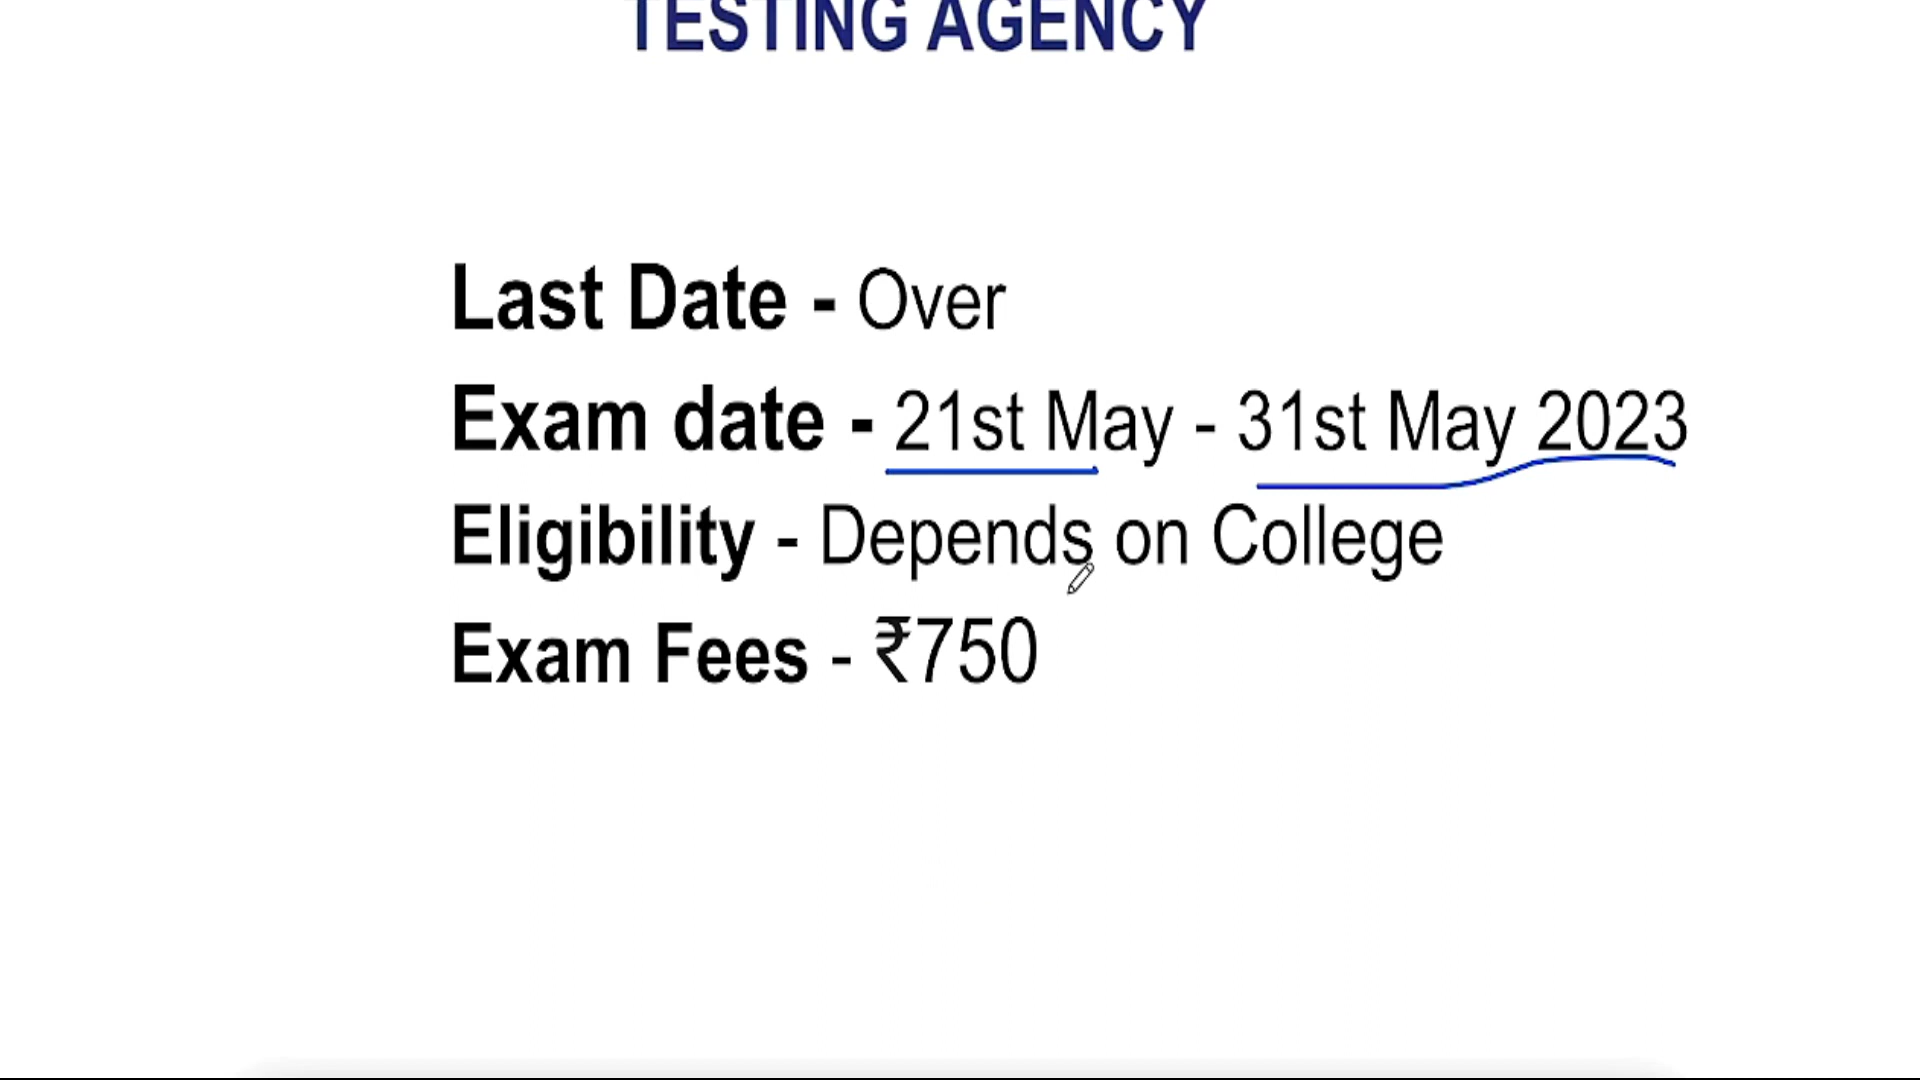 TESTING AGENCY
Last Date - Over
Exam date - 21st May - 31st May 2023
Eligibility - Depends on College
Exam Fees - ₹750